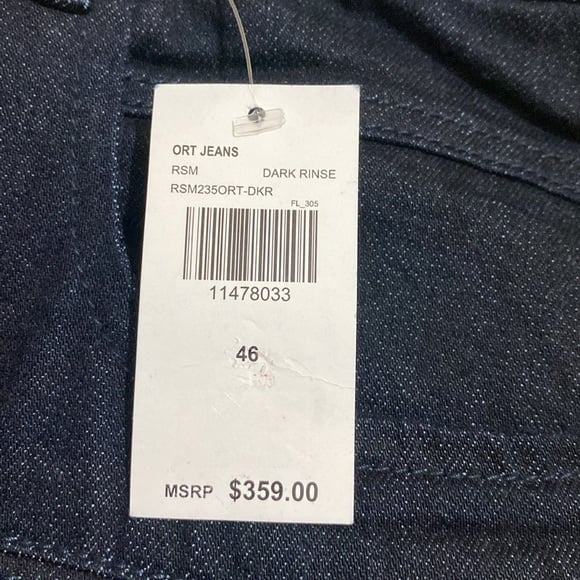 ORT JEANS
RSM DARK RINSE
RSM235ORT-DKR
FL_305
11478033
46
MSRP $359.00